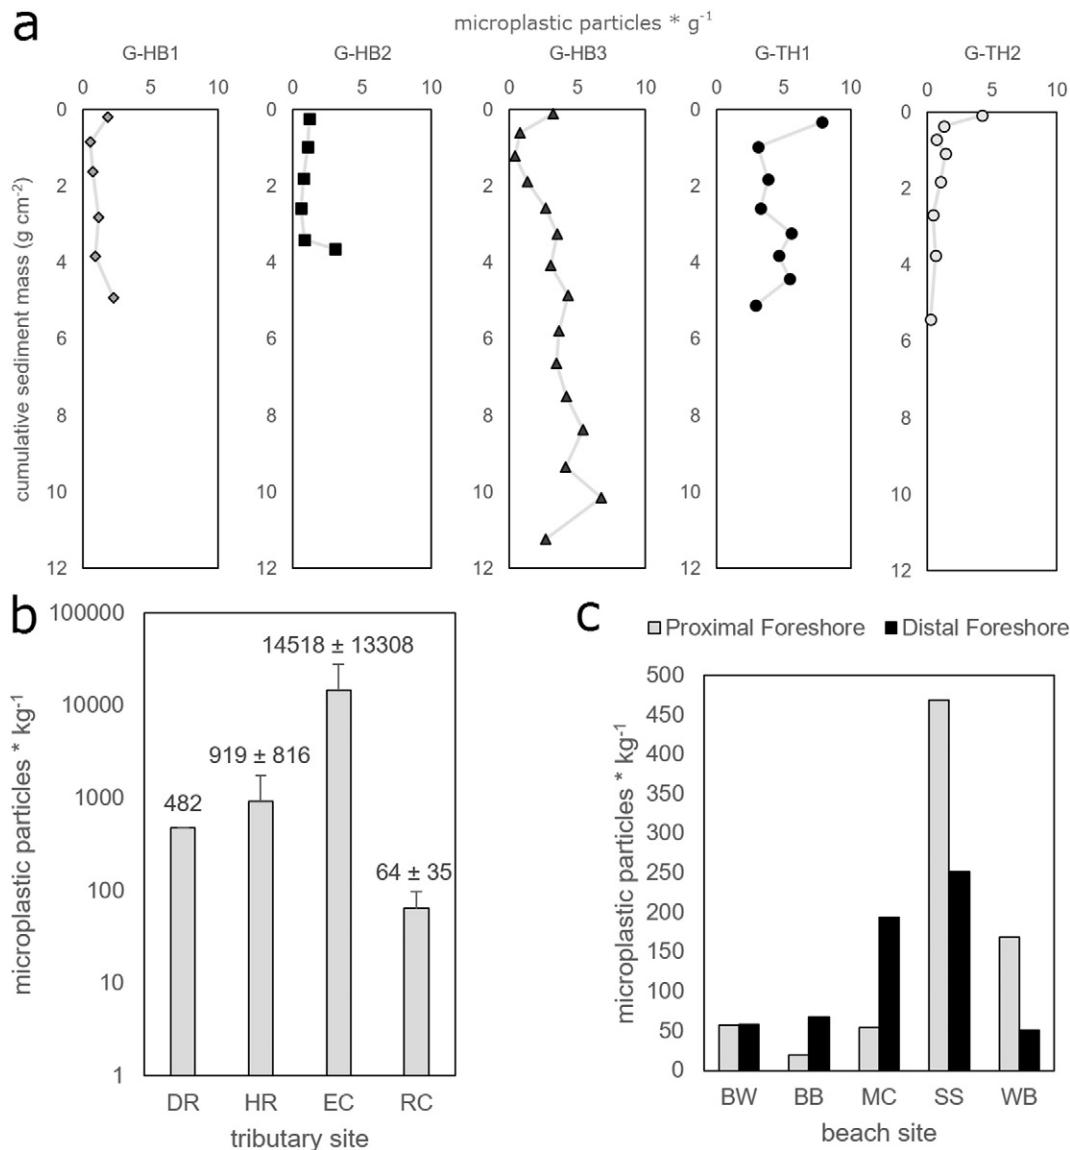 a
microplastic particles * g-1
G-HB1 G-HB2 G-HB3 G-TH1 G-TH2
0 5 10 0 5 10 0 5 10 0 5 10 0 5 10
cumulative sediment mass (g cm-2)
0 0 0 0 0
2 2 2 2 2
4 4 4 4 4
6 6 6 6 6
8 8 8 8 8
10 10 10 10 10
12 12 12 12 12
b
microplastic particles * kg-1
100000
10000
1000
100
10
1
482
919 ± 816
14518 ± 13308
64 ± 35
DR HR EC RC
tributary site
c
Proximal Foreshore Distal Foreshore
microplastic particles * kg-1
500
450
400
350
300
250
200
150
100
50
0
BW BB MC SS WB
beach site